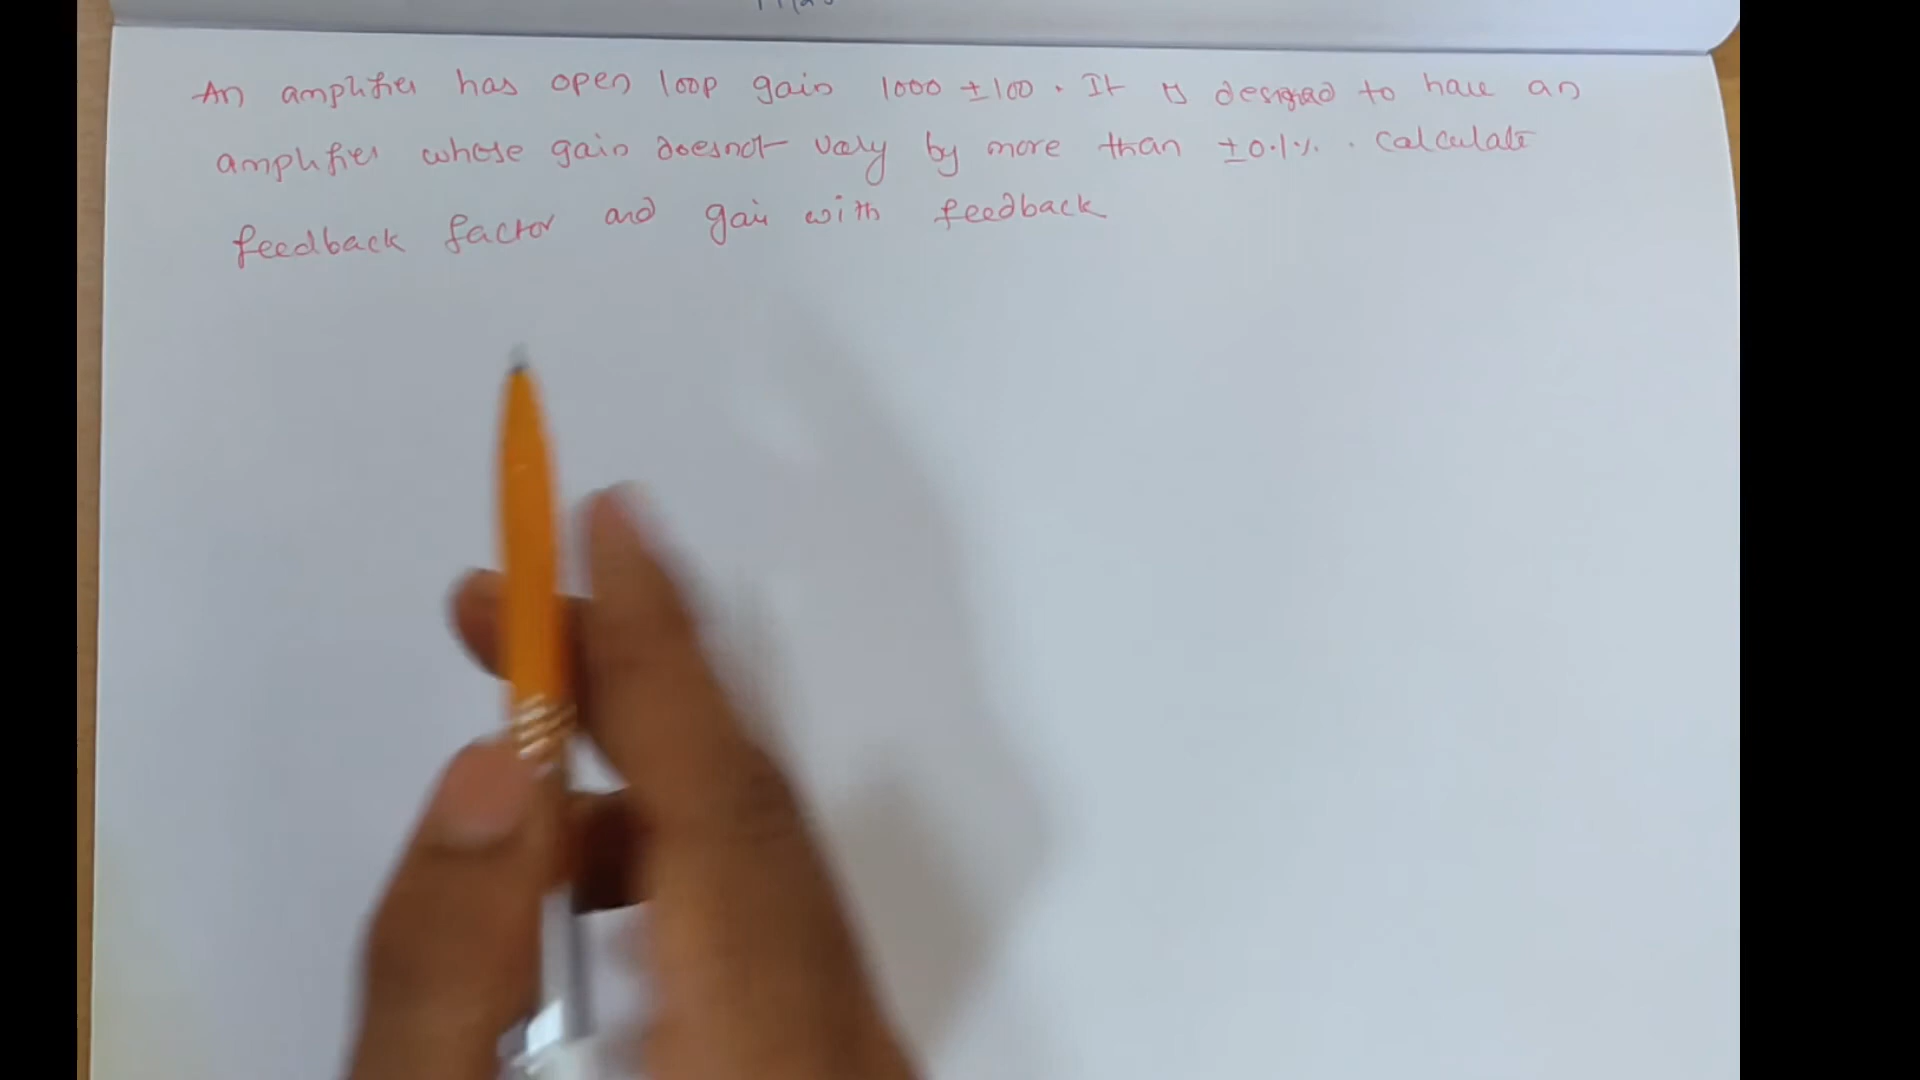 An amplifier has open loop gain 1000 ±100. It is designed to have an
amplifier whose gain doesnot vary by more than ±0.1%. Calculate
feedback factor and gain with feedback